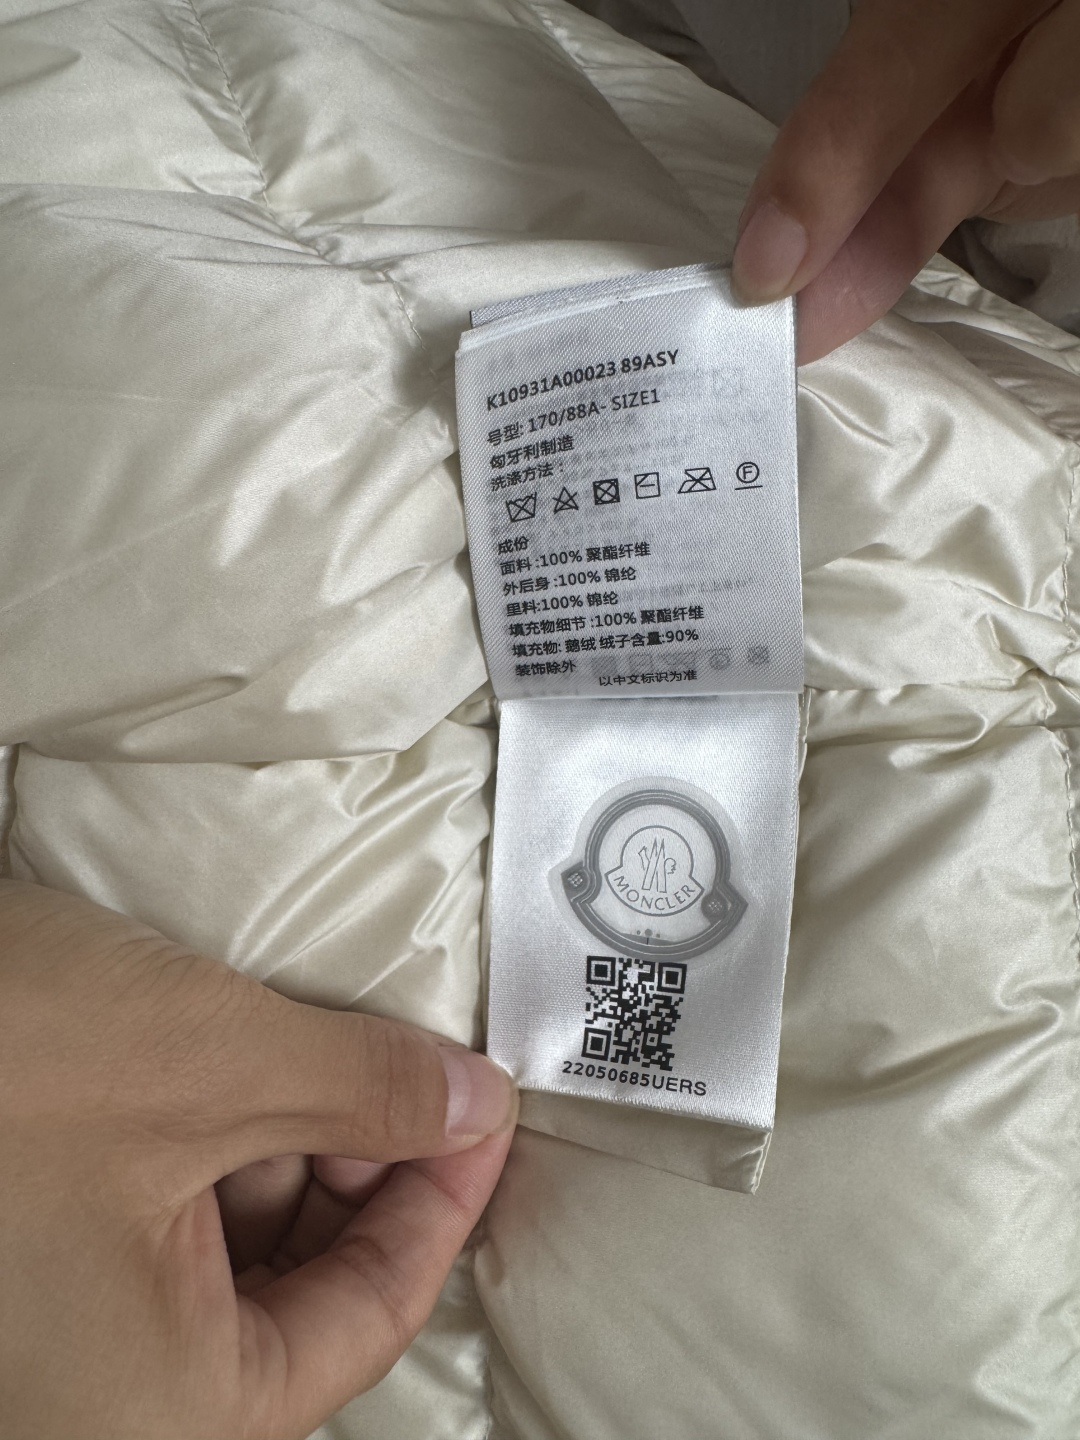 K10931A00023 89ASY
号型: 170/88A- SIZE1
匈牙利制造
洗涤方法：
F
成份
面料:100% 聚酯纤维
外后身:100% 锦纶
里料:100% 锦纶
填充物细节:100% 聚酯纤维
填充物: 鹅绒 绒子含量:90%
装饰除外
以中文标识为准
MONCLER
22050685UERS